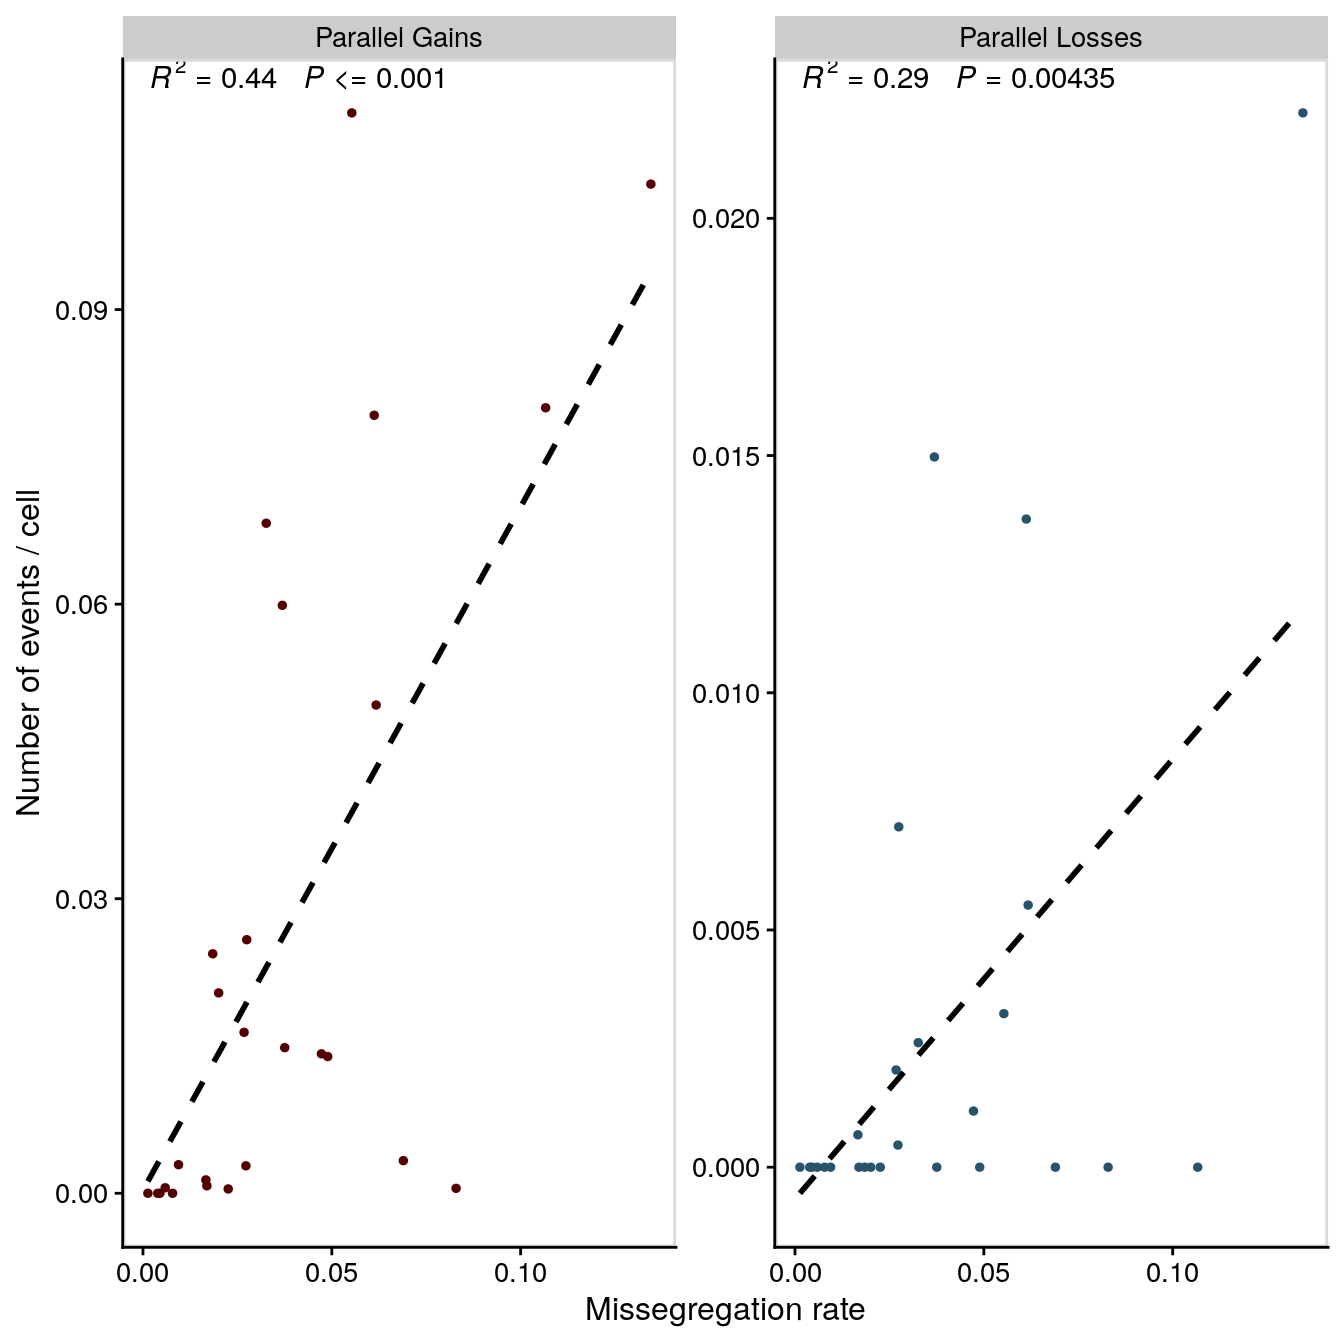 Parallel Gains
Parallel Losses
R² = 0.44 P <= 0.001
R² = 0.29 P = 0.00435
Number of events / cell
0.09
0.06
0.03
0.00
0.020
0.015
0.010
0.005
0.000
0.00 0.05 0.10
0.00 0.05 0.10
Missegregation rate